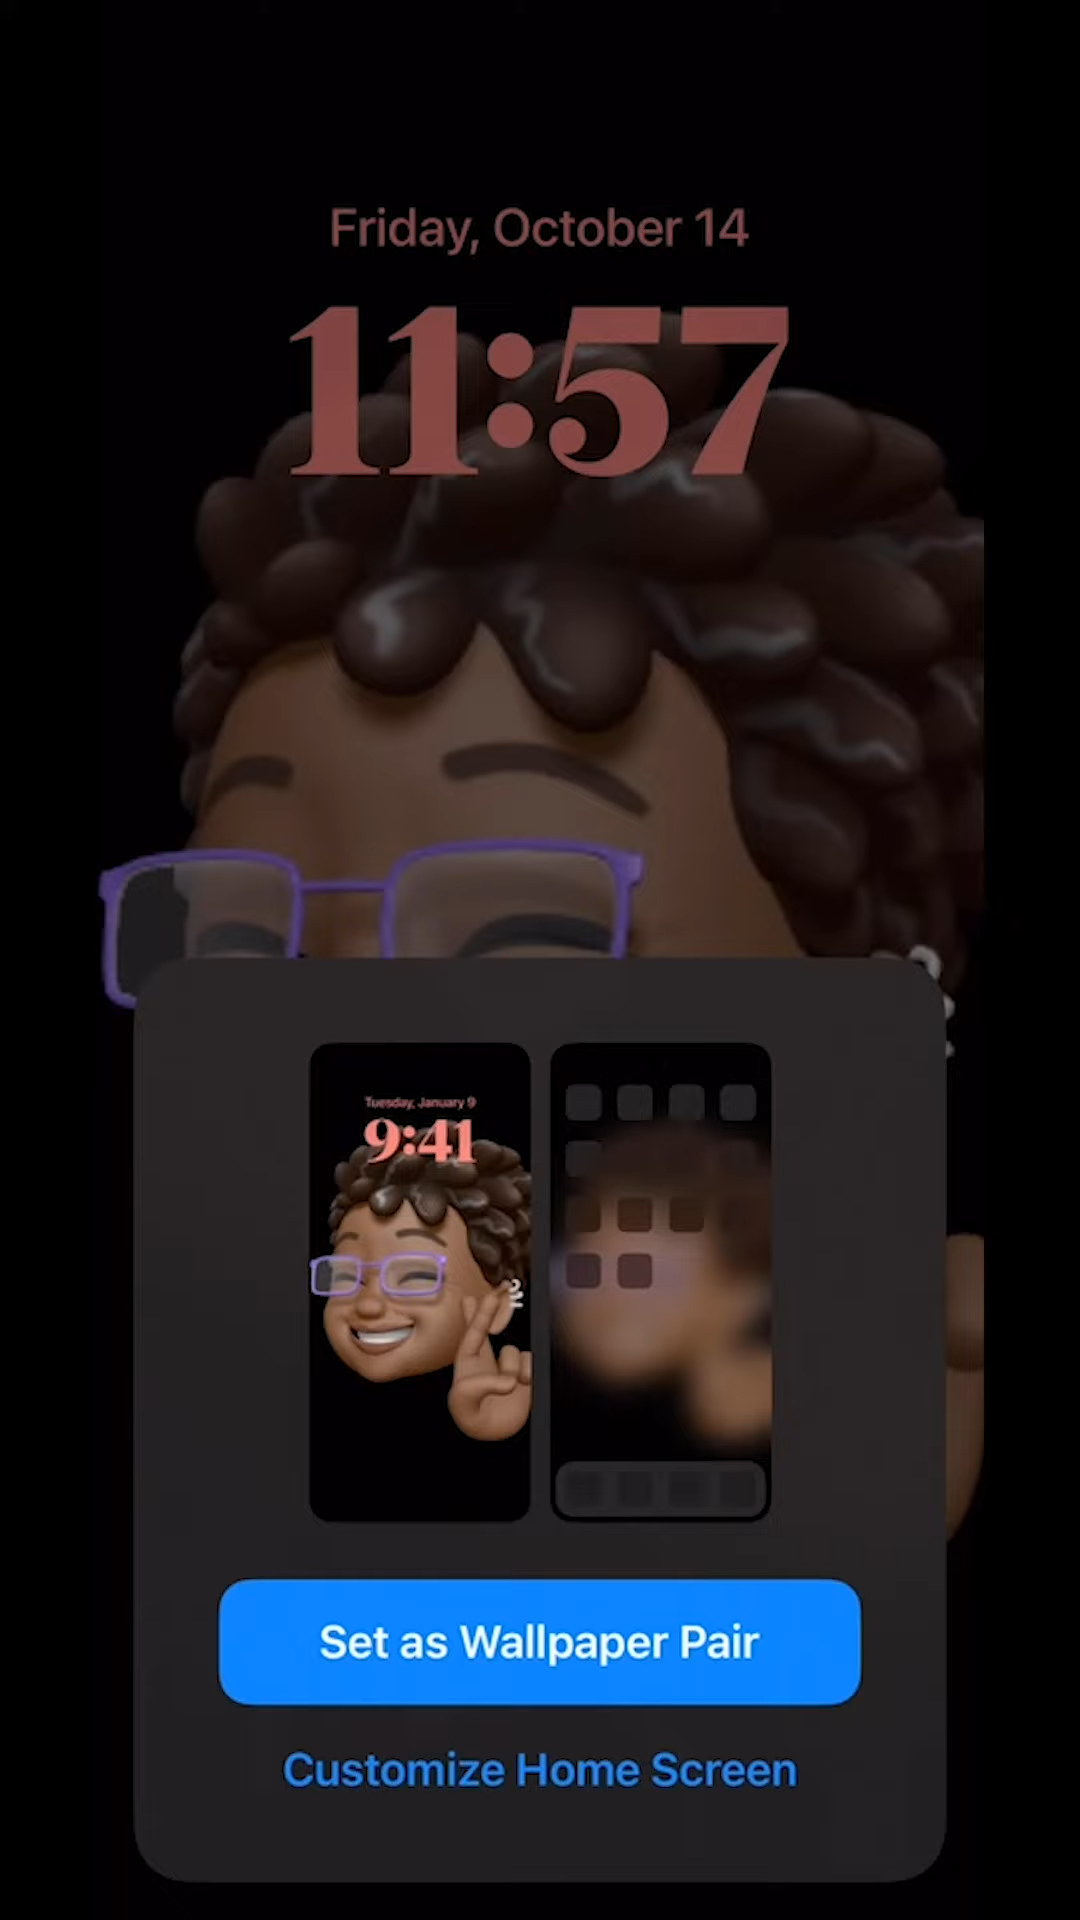 Friday, October 14
11:57
Tuesday, January 9
9:41
Set as Wallpaper Pair
Customize Home Screen